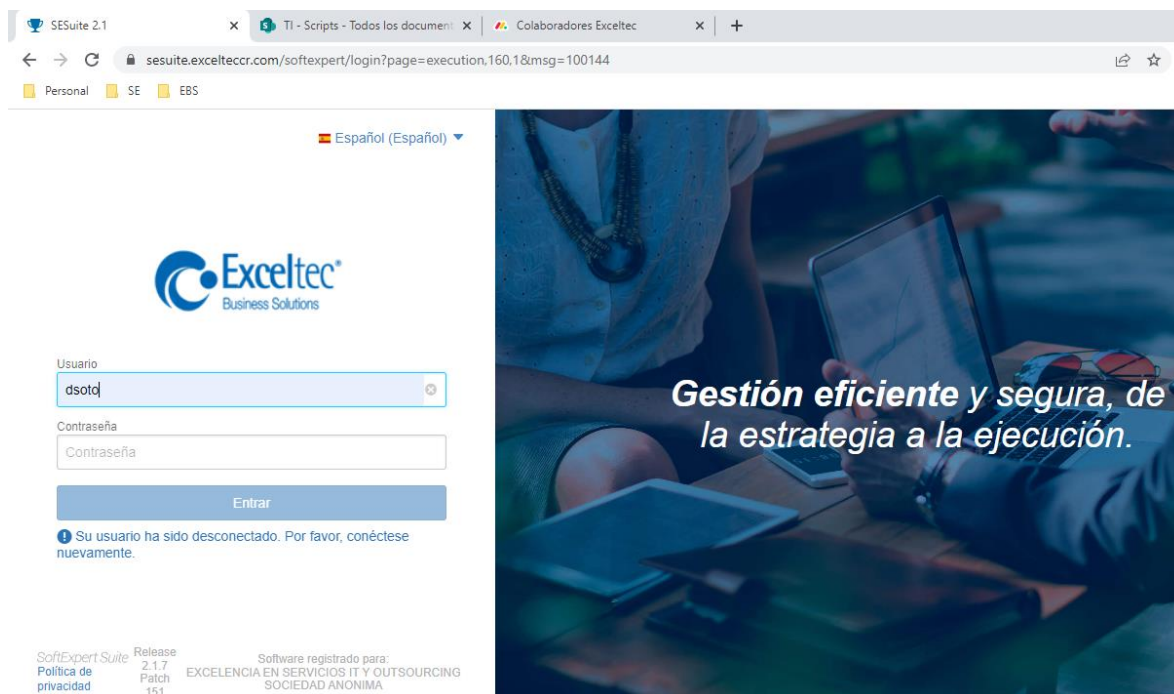 SESuite 2.1
TI - Scripts - Todos los document
Colaboradores Exceltec
sesuite.excelteccr.com/softexpert/login?page=execution,160,1&msg=100144
Personal
SE
EBS
Español (Español)
Exceltec
Business Solutions
Usuario
dsoto
Contraseña
Contraseña
Entrar
Su usuario ha sido desconectado. Por favor, conéctese
nuevamente.
Gestión eficiente y segura, de
la estrategia a la ejecución.
SoftExpert Suite
Política de
privacidad
Release
2.1.7
Patch
151
Software registrado para:
EXCELENCIA EN SERVICIOS IT Y OUTSOURCING
SOCIEDAD ANONIMA